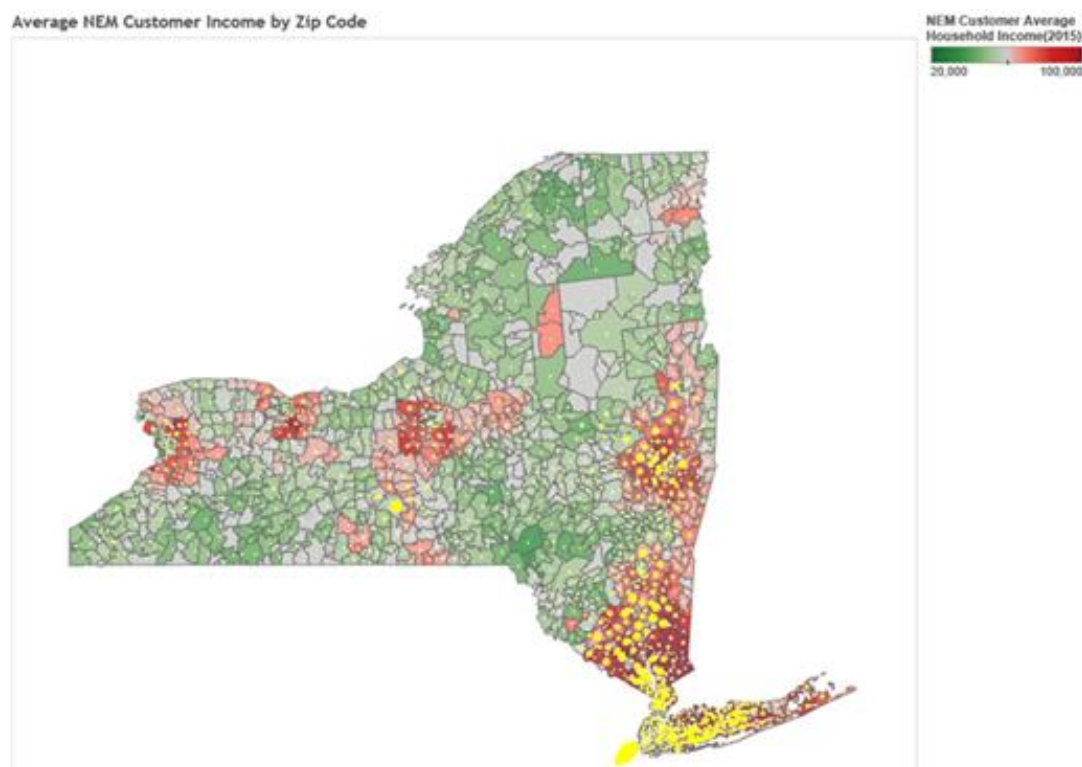 Average NEM Customer Income by Zip Code
NEM Customer Average
Household Income(2015)
20,000
100,000